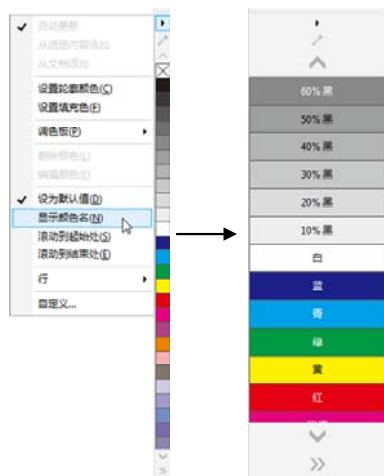 自动更新
从选定内容添加
从文档添加
设置轮廓颜色(C)
设置填充色(F)
调色板(P)
删除颜色(L)
编辑颜色(E)
设为默认值(D)
显示颜色名(N)
滚动到起始处(S)
滚动到结束处(E)
行
自定义...
60% 黑
50% 黑
40% 黑
30% 黑
20% 黑
10% 黑
白
蓝
青
绿
黄
红